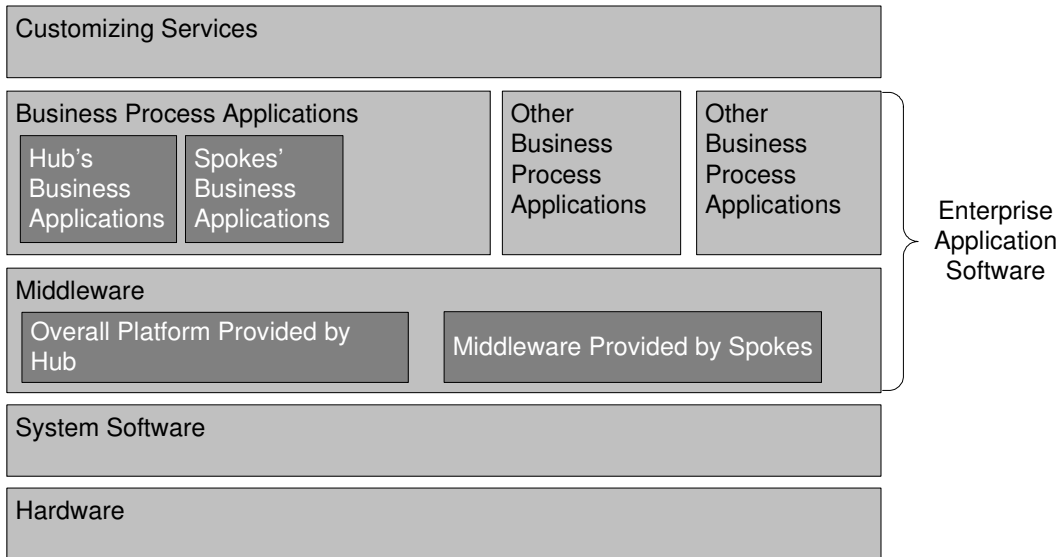 Customizing Services
Business Process Applications
Hub's
Business
Applications
Spokes'
Business
Applications
Other
Business
Process
Applications
Other
Business
Process
Applications
Enterprise
Application
Software
Middleware
Overall Platform Provided by
Hub
Middleware Provided by Spokes
System Software
Hardware